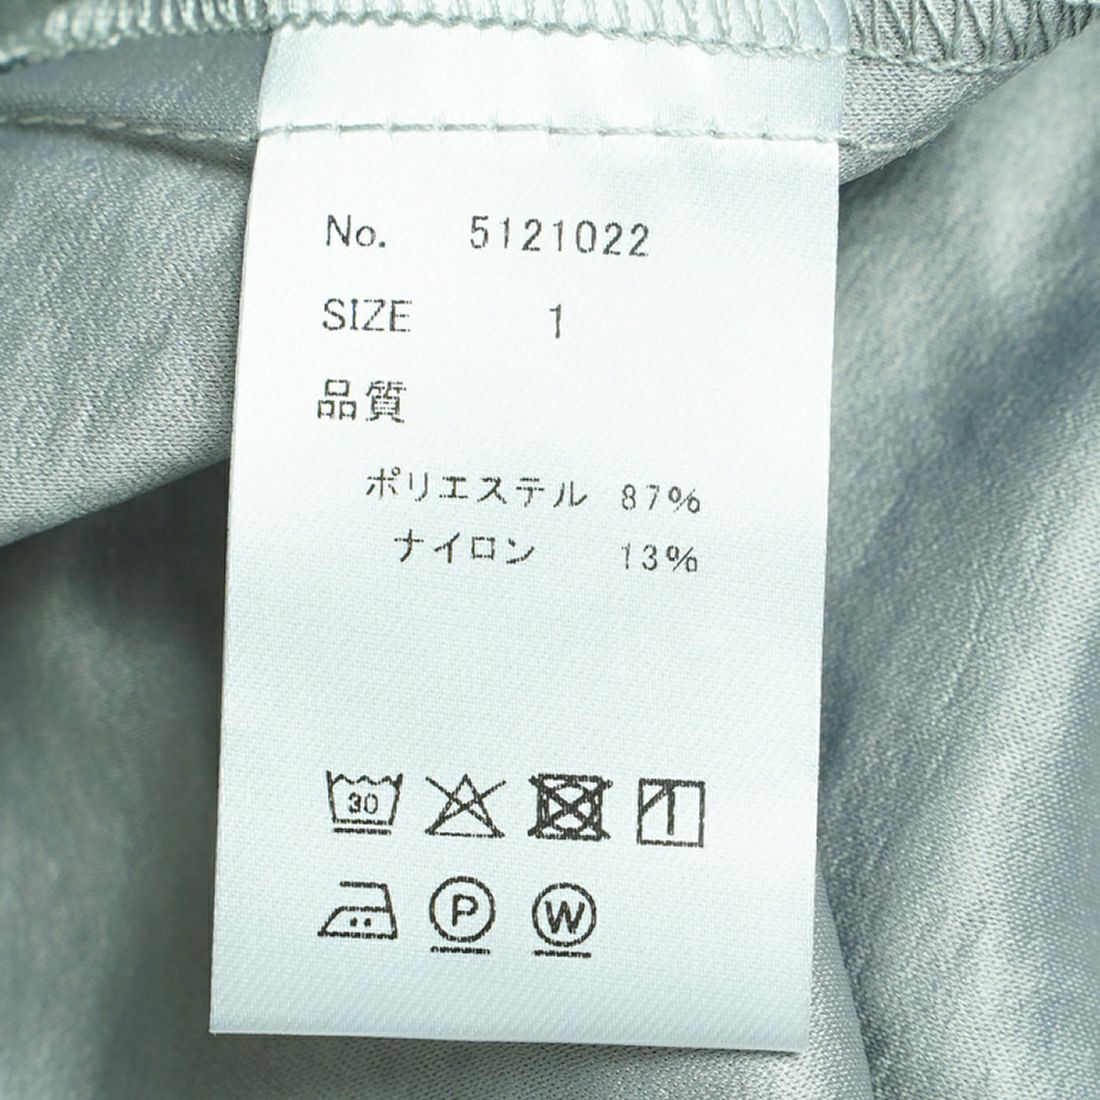 No. 5121022
SIZE 1
品質
ポリエステル 87%
ナイロン 13%
30
P W